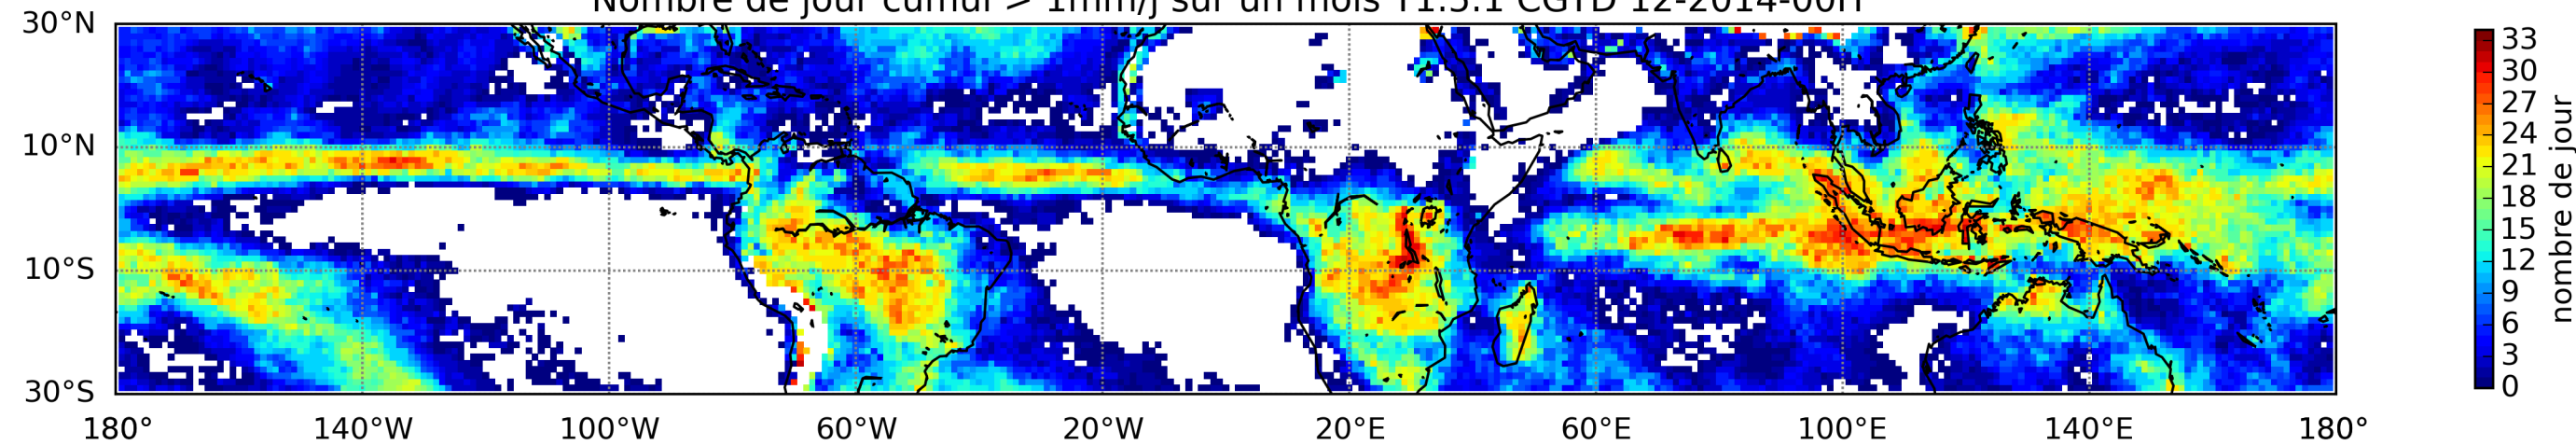 Nombre de jour cumul > 1mm/j sur un mois T1.5.1 CGTD 12-2014-00H
30°N
10°N
10°S
30°S
180° 140°W 100°W 60°W 20°W 20°E 60°E 100°E 140°E 180°
33
30
27
24
21
18
15
12
9
6
3
0
nombre de jour